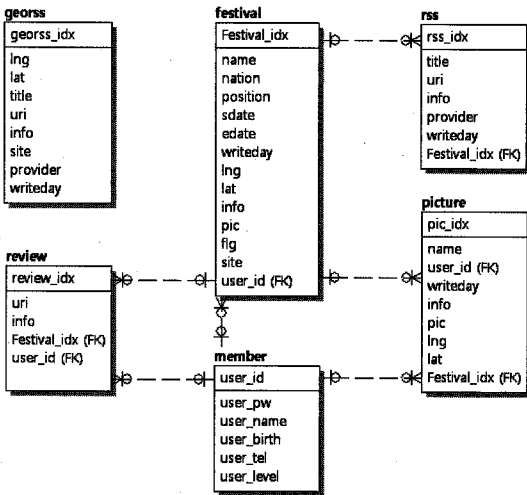 georss
georss_idx
lng
lat
title
uri
info
site
provider
writeday
festival
Festival_idx
name
nation
position
sdate
edate
writeday
lng
lat
info
pic
flg
site
user_id (FK)
rss
rss_idx
title
uri
info
provider
writeday
Festival_idx (FK)
review
review_idx
uri
info
Festival_idx (FK)
user_id (FK)
member
user_id
user_pw
user_name
user_birth
user_tel
user_level
picture
pic_idx
name
user_id (FK)
writeday
info
pic
lng
lat
Festival_idx (FK)